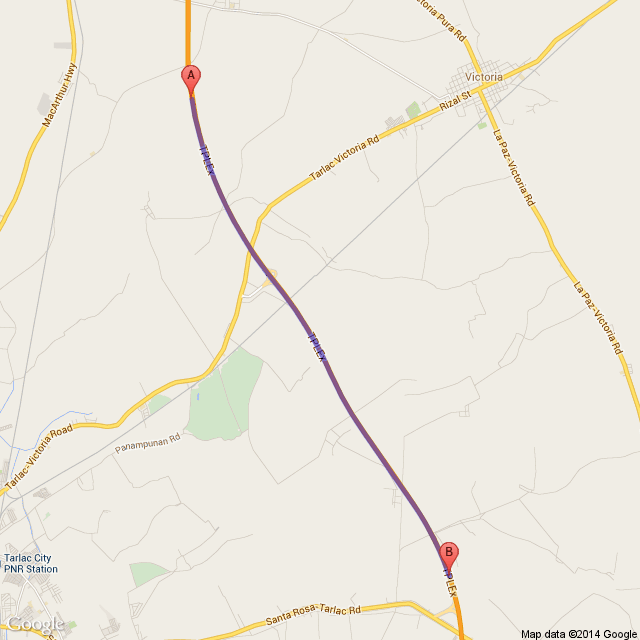 Victoria Pura Rd
Victoria
MacArthur Hwy
A
Rizal St
TPLEx
Tarlac Victoria Rd
La Paz-Victoria Rd
La Paz-Victoria Rd
TPLEx
Tarlac-Victoria Road
Panampunan Rd
B
Tarlac City
PNR Station
TPLEx
Santa Rosa-Tarlac Rd
Google
Map data © 2014 Google